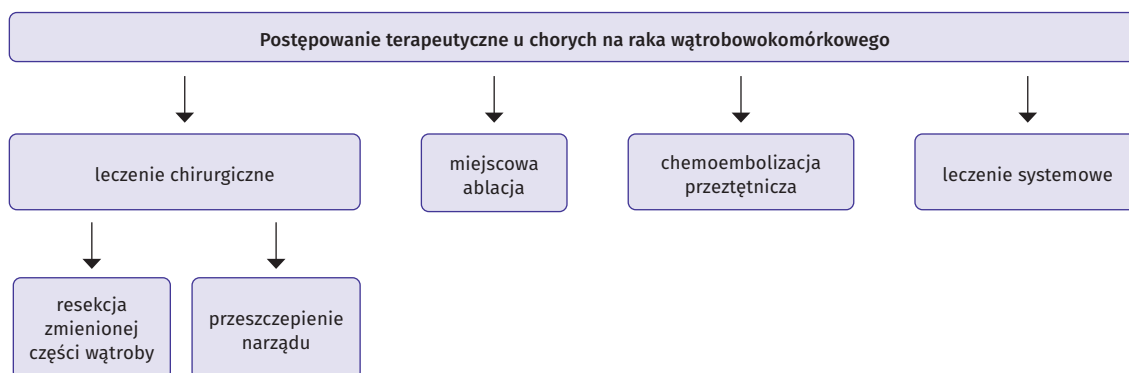 Postępowanie terapeutyczne u chorych na raka wątrobowokomórkowego
leczenie chirurgiczne
miejscowa
ablacja
chemoembolizacja
przeztętnicza
leczenie systemowe
resekcja
zmienionej
części wątroby
przeszczepienie
narządu